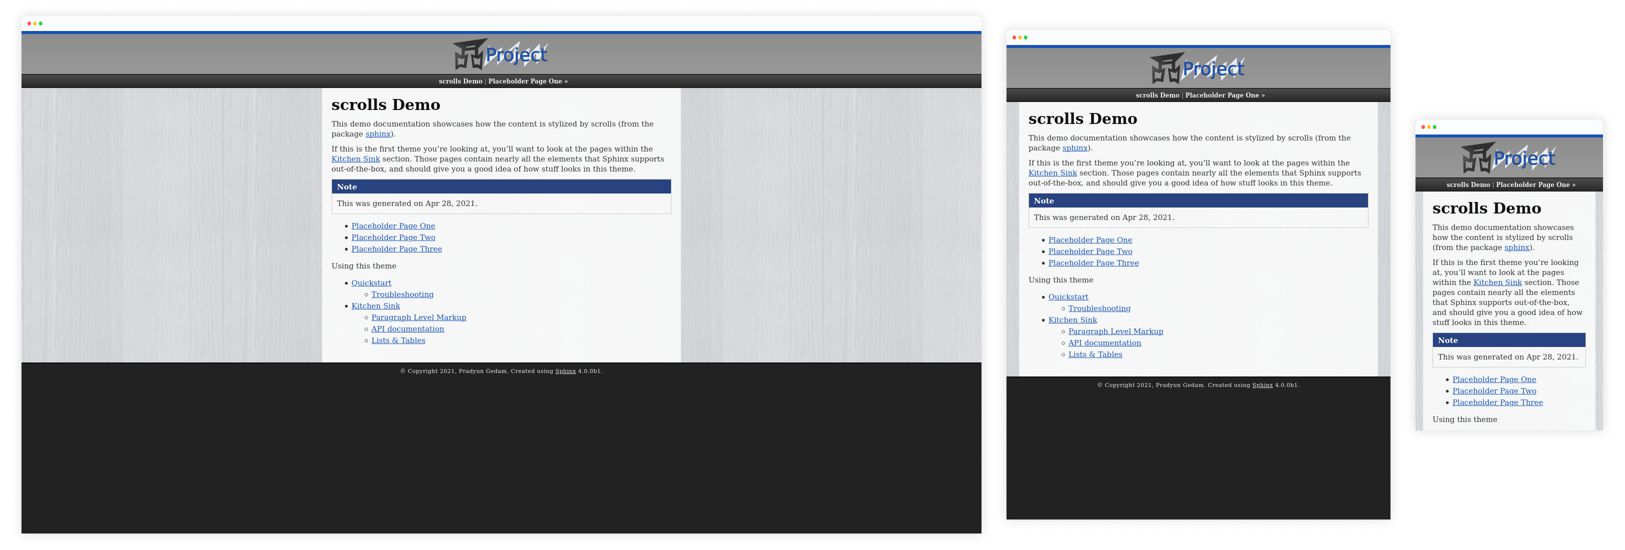 Project
scrolls Demo | Placeholder Page One »
scrolls Demo
This demo documentation showcases how the content is stylized by scrolls (from the
package sphinx).
If this is the first theme you’re looking at, you’ll want to look at the pages within the
Kitchen Sink section. Those pages contain nearly all the elements that Sphinx supports
out-of-the-box, and should give you a good idea of how stuff looks in this theme.
Note
This was generated on Apr 28, 2021.
• Placeholder Page One
• Placeholder Page Two
• Placeholder Page Three
Using this theme
• Quickstart
◦ Troubleshooting
• Kitchen Sink
◦ Paragraph Level Markup
◦ API documentation
◦ Lists & Tables
© Copyright 2021, Pradyun Gedam. Created using Sphinx 4.0.0b1.
Project
scrolls Demo | Placeholder Page One »
scrolls Demo
This demo documentation showcases how the content is stylized by scrolls (from the
package sphinx).
If this is the first theme you’re looking at, you’ll want to look at the pages within the
Kitchen Sink section. Those pages contain nearly all the elements that Sphinx supports
out-of-the-box, and should give you a good idea of how stuff looks in this theme.
Note
This was generated on Apr 28, 2021.
• Placeholder Page One
• Placeholder Page Two
• Placeholder Page Three
Using this theme
• Quickstart
◦ Troubleshooting
• Kitchen Sink
◦ Paragraph Level Markup
◦ API documentation
◦ Lists & Tables
© Copyright 2021, Pradyun Gedam. Created using Sphinx 4.0.0b1.
Project
scrolls Demo | Placeholder Page One »
scrolls Demo
This demo documentation showcases
how the content is stylized by scrolls
(from the package sphinx).
If this is the first theme you’re looking
at, you’ll want to look at the pages
within the Kitchen Sink section. Those
pages contain nearly all the elements
that Sphinx supports out-of-the-box,
and should give you a good idea of how
stuff looks in this theme.
Note
This was generated on Apr 28, 2021.
• Placeholder Page One
• Placeholder Page Two
• Placeholder Page Three
Using this theme